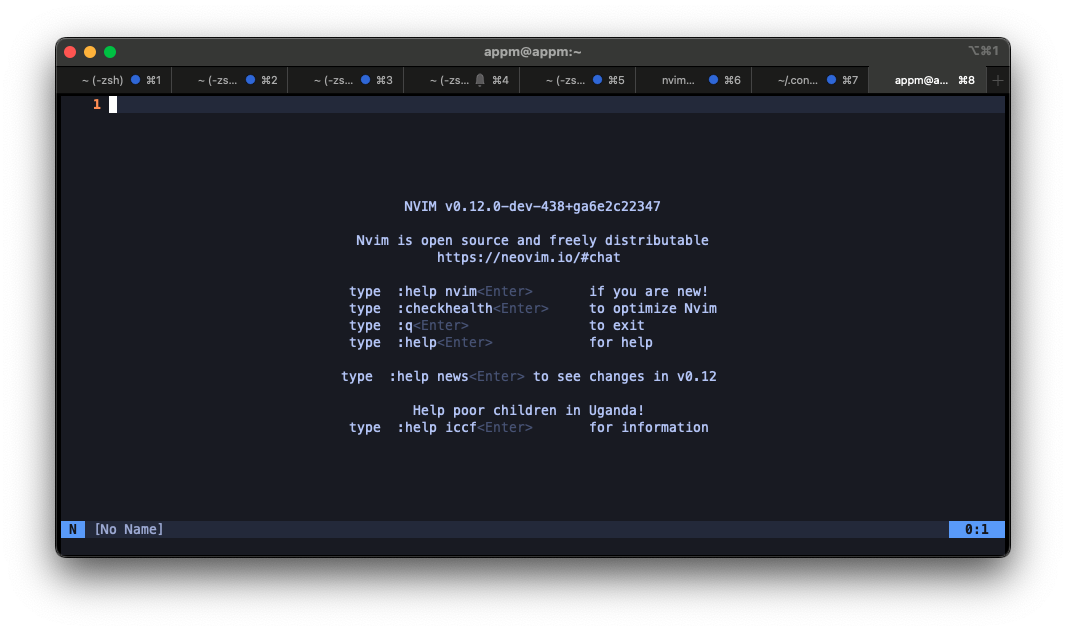 appm@appm:~
⌥⌘1
~ (-zsh) ⌘1
~ (-zs... ⌘2
~ (-zs... ⌘3
~ (-zs... ⌘4
~ (-zs... ⌘5
nvim... ⌘6
~/.con... ⌘7
appm@a... ⌘8
1
NVIM v0.12.0-dev-438+ga6e2c22347
Nvim is open source and freely distributable
https://neovim.io/#chat
type :help nvim<Enter> if you are new!
type :checkhealth<Enter> to optimize Nvim
type :q<Enter> to exit
type :help<Enter> for help
type :help news<Enter> to see changes in v0.12
Help poor children in Uganda!
type :help iccf<Enter> for information
N [No Name] 0:1